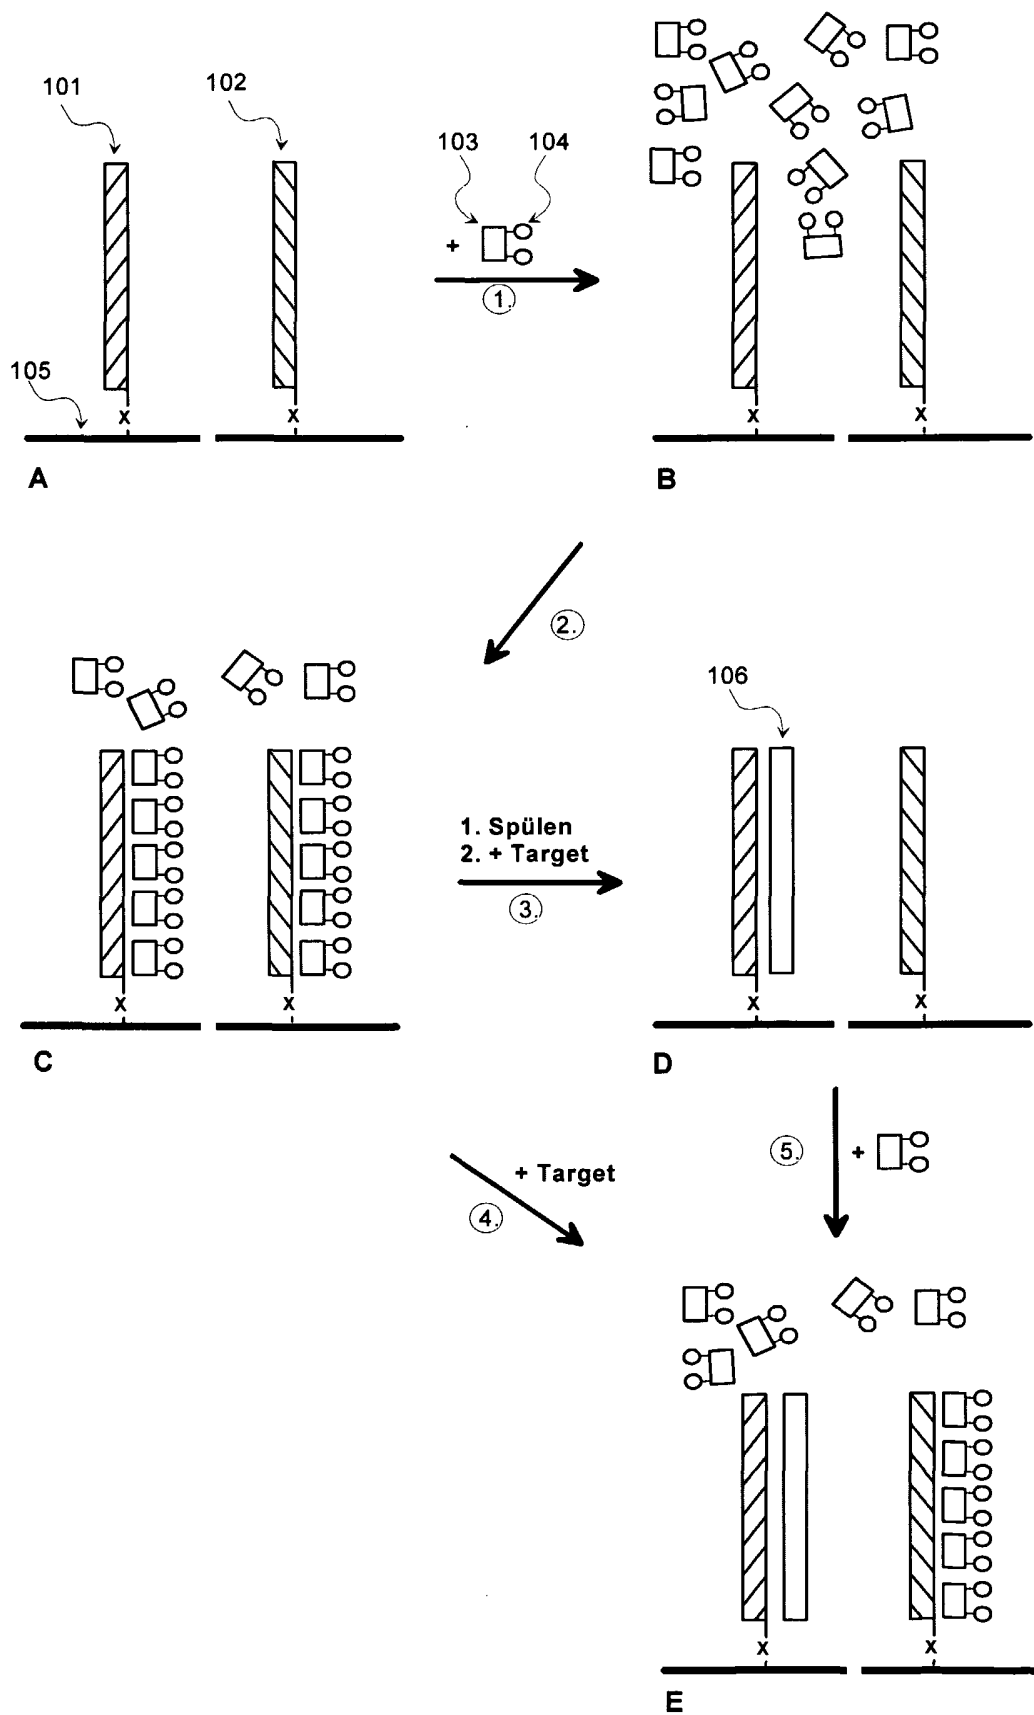 101
102
103
104
+
1.
105
x
x
A
x
x
B
2.
106
1. Spülen
2. + Target
3.
x
x
C
x
x
D
+ Target
4.
5.
+
x
x
E